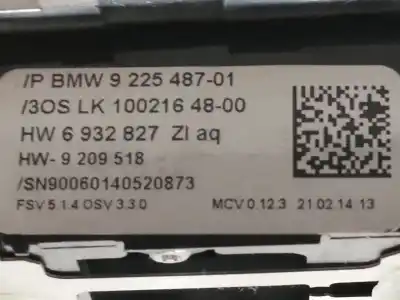 /P BMW 9 225 487-01
/3OS LK 100216 48-00
HW 6 932 827 ZI aq
HW- 9 209 518
/SN90060140520873
FSV 5.1.4 OSV 3.3.0 MCV 0.12.3 21.02.14 13